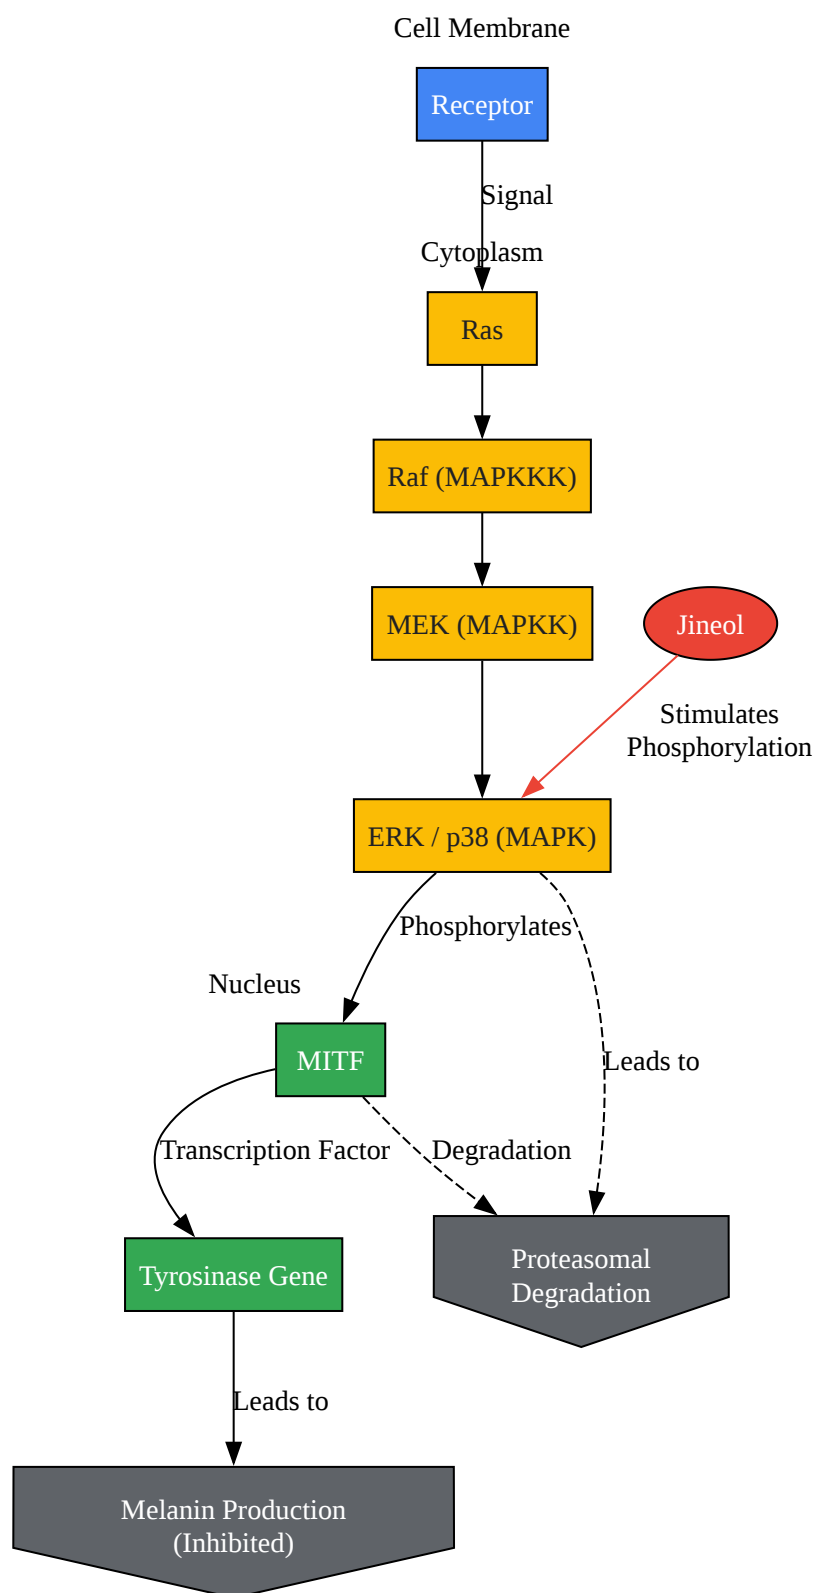 Cell Membrane
Receptor
Signal
Cytoplasm
Ras
Raf (MAPKKK)
MEK (MAPKK)
Jineol
Stimulates
Phosphorylation
ERK / p38 (MAPK)
Phosphorylates
Nucleus
MITF
Leads to
Transcription Factor
Degradation
Tyrosinase Gene
Proteasomal
Degradation
Leads to
Melanin Production
(Inhibited)